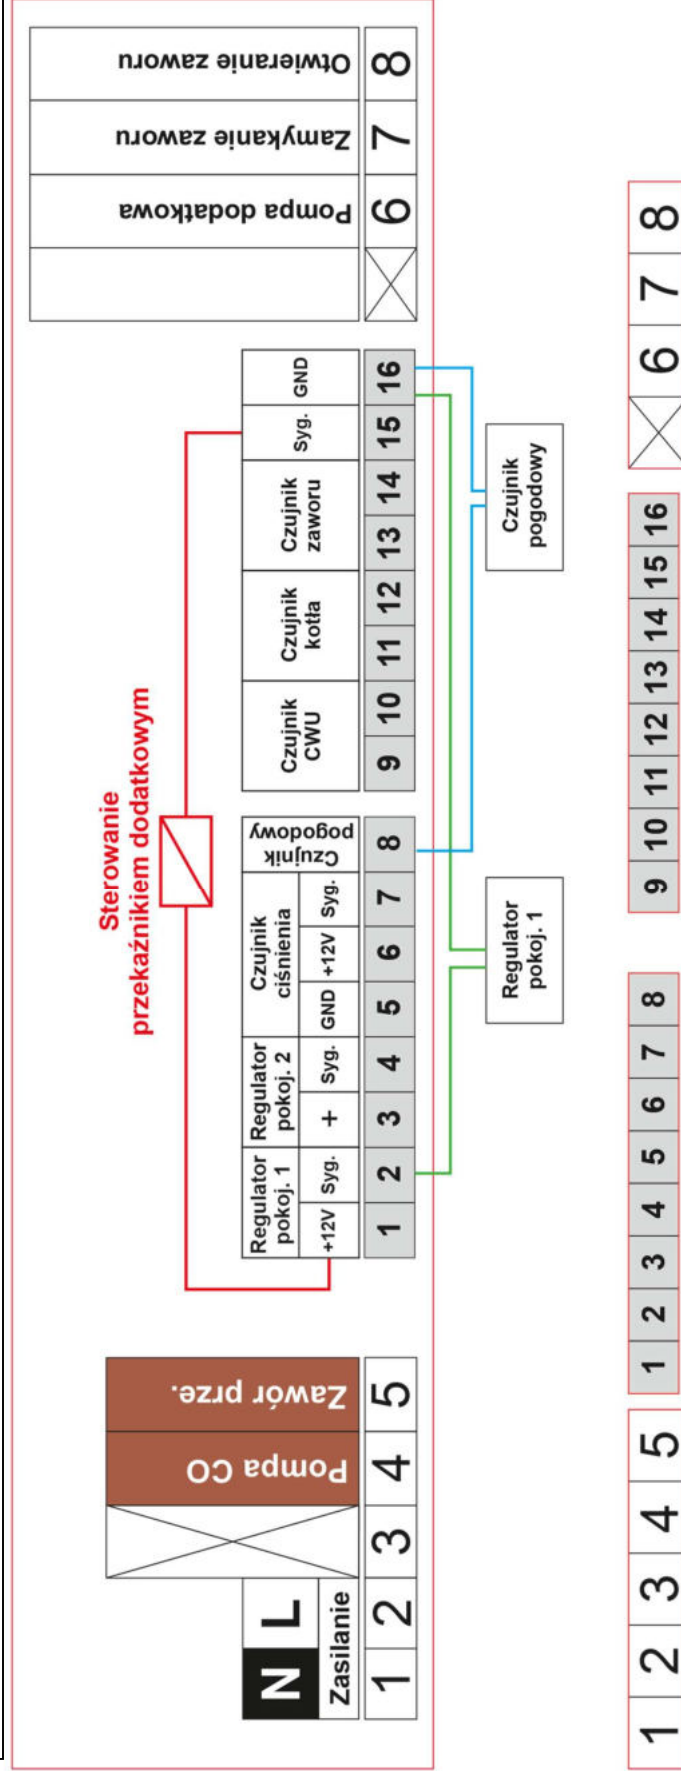 Sterowanie
przekaźnikiem dodatkowym
N
L
Zasilanie
Pompa CO
Zawór prze.
1 2 3 4 5
Regulator
pokoj. 1
Regulator
pokoj. 2
Czujnik
ciśnienia
Czujnik
pogodowy
+12V Syg. + Syg. GND +12V Syg.
1 2 3 4 5 6 7 8
Czujnik
CWU
Czujnik
kotła
Czujnik
zaworu
Syg. GND
9 10 11 12 13 14 15 16
Pompa dodatkowa
Zamykanie zaworu
Otwieranie zaworu
6 7 8
Regulator
pokoj. 1
Czujnik
pogodowy
1 2 3 4 5 1 2 3 4 5 6 7 8 9 10 11 12 13 14 15 16 6 7 8